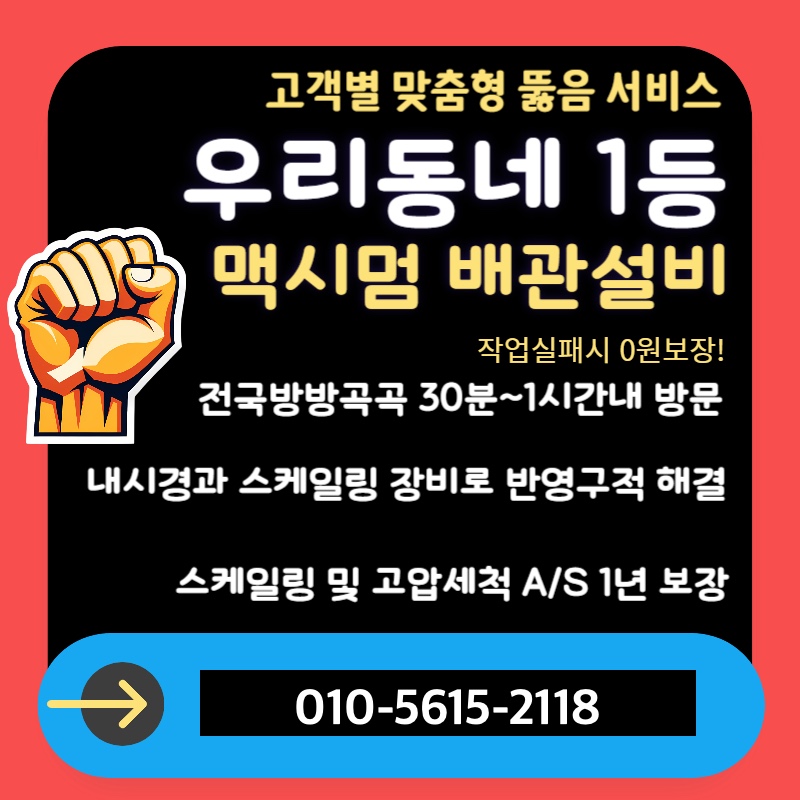 고객별 맞춤형 뚫음 서비스
우리동네 1등
맥시멈 배관설비
작업실패시 0원보장!
전국방방곡곡 30분~1시간내 방문
내시경과 스케일링 장비로 반영구적 해결
스케일링 및 고압세척 A/S 1년 보장
010-5615-2118